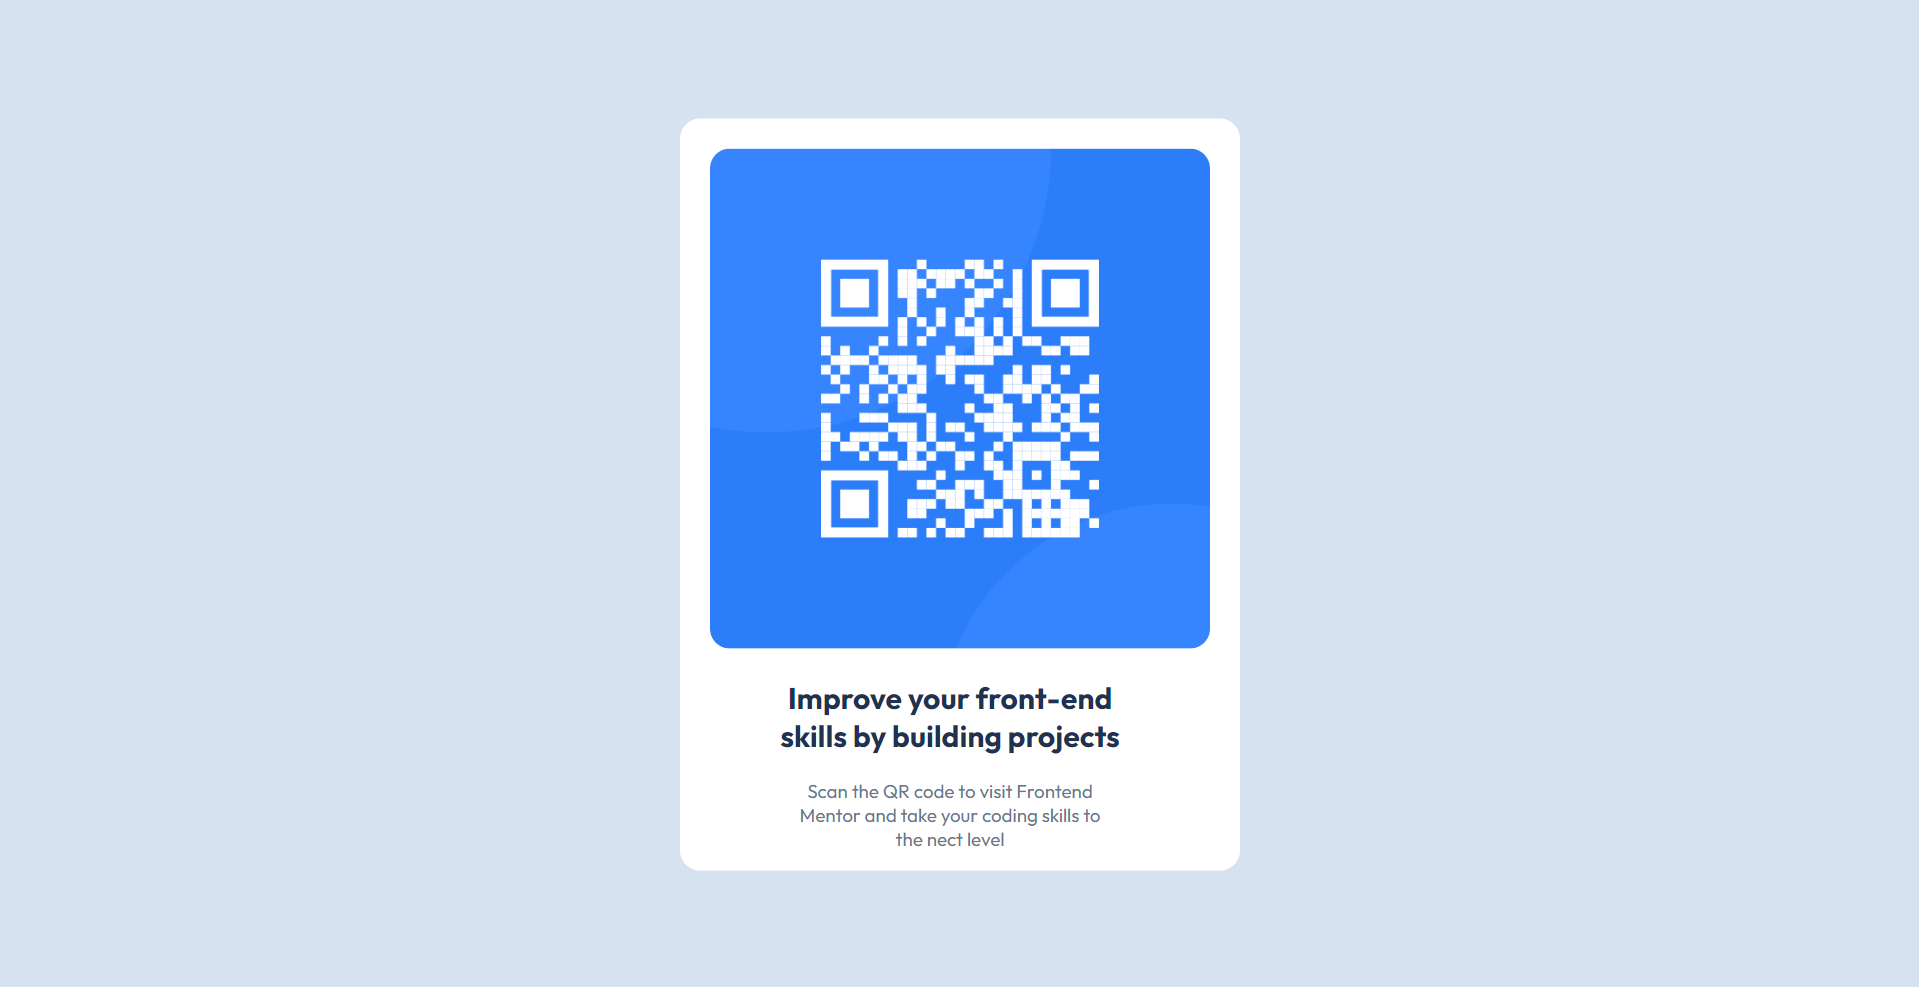 Improve your front-end
skills by building projects
Scan the QR code to visit Frontend
Mentor and take your coding skills to
the nect level